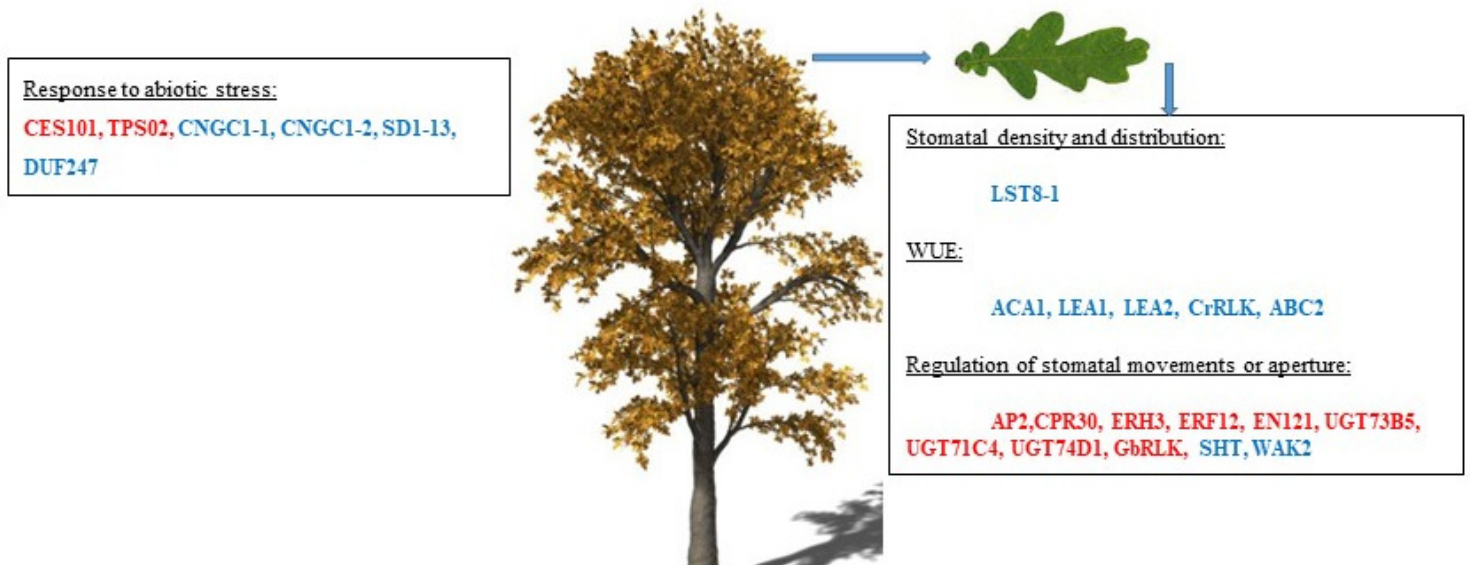 Response to abiotic stress:
CES101, TPS02, CNGC1-1, CNGC1-2, SD1-13,
DUF247
Stomatal density and distribution:
LST8-1
WUE:
ACA1, LEA1, LEA2, CrRLK, ABC2
Regulation of stomatal movements or aperture:
AP2,CPR30, ERH3, ERF12, EN121, UGT73B5,
UGT71C4, UGT74D1, GbRLK, SHT, WAK2